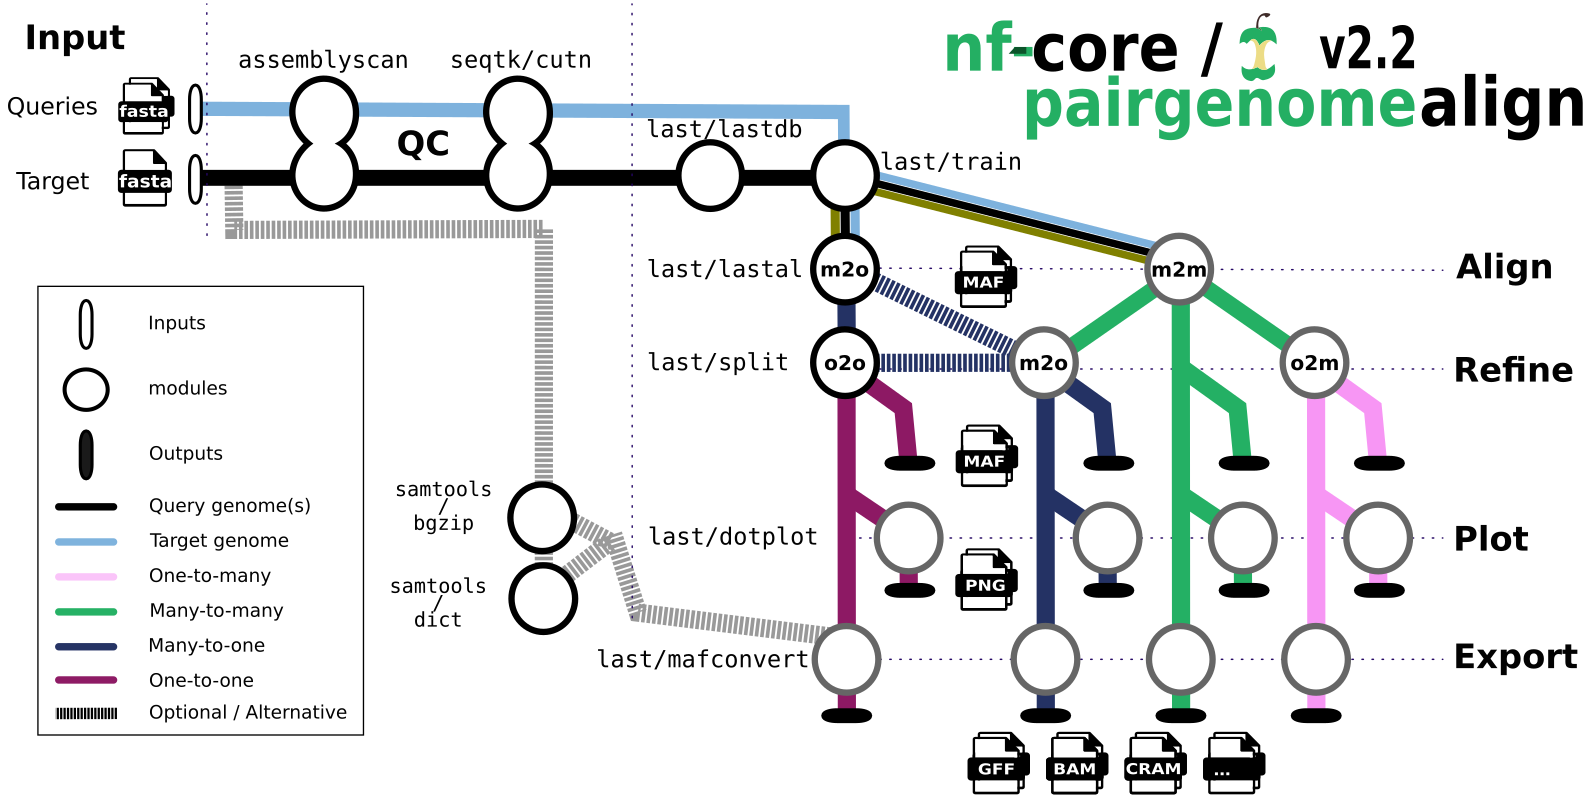 Input
nf-core / v2.2
pairgenomealign
assemblyscan
seqtk/cutn
Queries
fasta
QC
last/lastdb
Target
fasta
last/train
last/lastal
m2o
MAF
m2m
Align
last/split
o2o
m2o
o2m
Refine
MAF
last/dotplot
PNG
Plot
samtools
/
bgzip
samtools
/
dict
last/mafconvert
Export
GFF
BAM
CRAM
...
Inputs
modules
Outputs
Query genome(s)
Target genome
One-to-many
Many-to-many
Many-to-one
One-to-one
Optional / Alternative